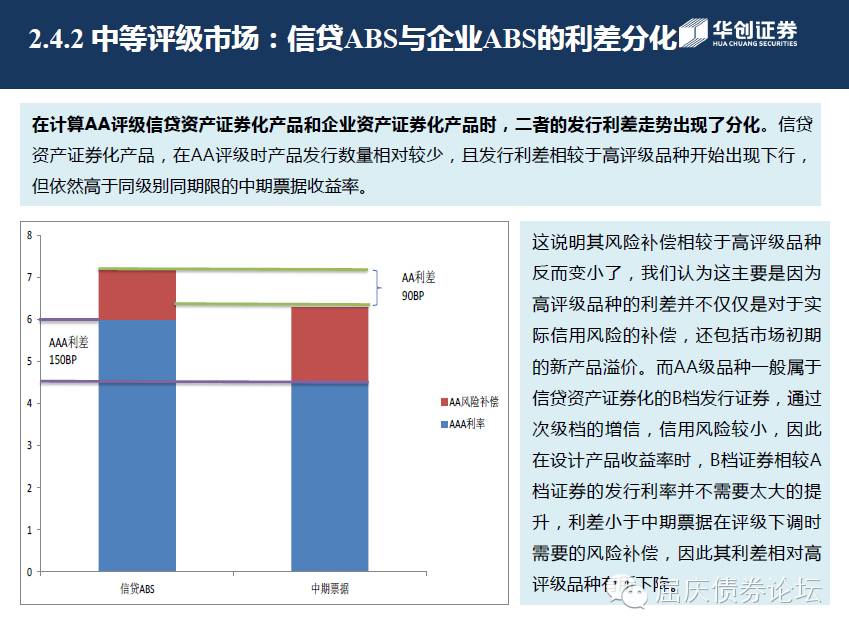 2.4.2 中等评级市场：信贷ABS与企业ABS的利差分化
华创证券
HUA CHUANG SECURITIES
在计算AA评级信贷资产证券化产品和企业资产证券化产品时，二者的发行利差走势出现了分化。信贷
资产证券化产品，在AA评级时产品发行数量相对较少，且发行利差相较于高评级品种开始出现下行，
但依然高于同级别同期限的中期票据收益率。
8
7
6
5
4
3
2
1
0
AAA利差
150BP
AA利差
90BP
AA风险补偿
AAA利率
信贷ABS
中期票据
这说明其风险补偿相较于高评级品种
反而变小了，我们认为这主要是因为
高评级品种的利差并不仅仅是对于实
际信用风险的补偿，还包括市场初期
的新产品溢价。而AA级品种一般属于
信贷资产证券化的B档发行证券，通过
次级档的增信，信用风险较小，因此
在设计产品收益率时，B档证券相较A
档证券的发行利率并不需要太大的提
升，利差小于中期票据在评级下调时
需要的风险补偿，因此其利差相对高
评级品种有下降。
屈庆债券论坛